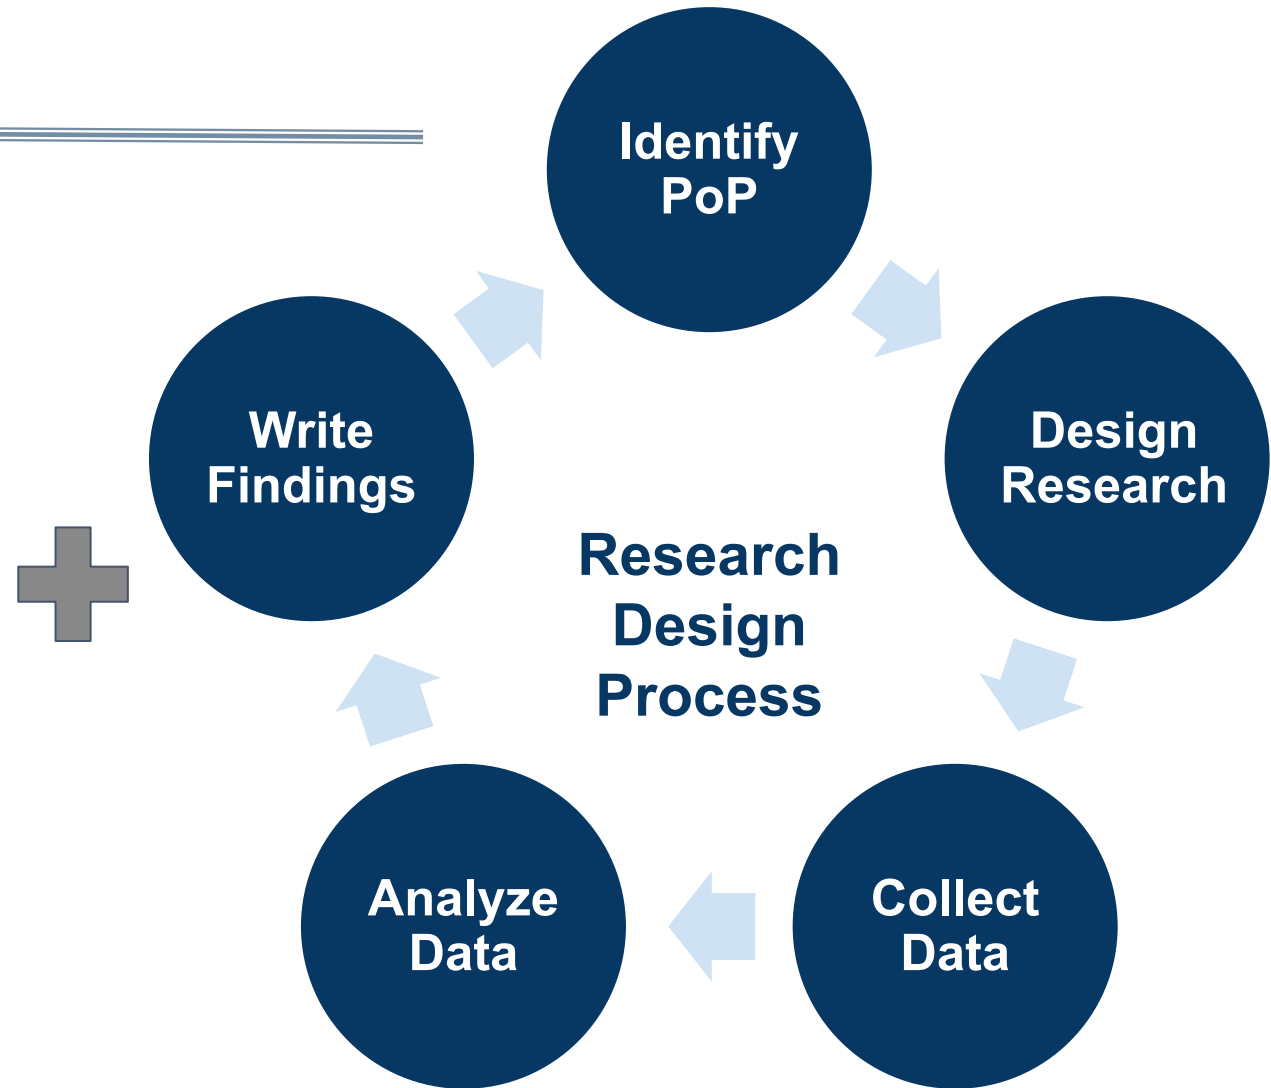 Identify
PoP
Design
Research
Collect
Data
Analyze
Data
Write
Findings
Research
Design
Process